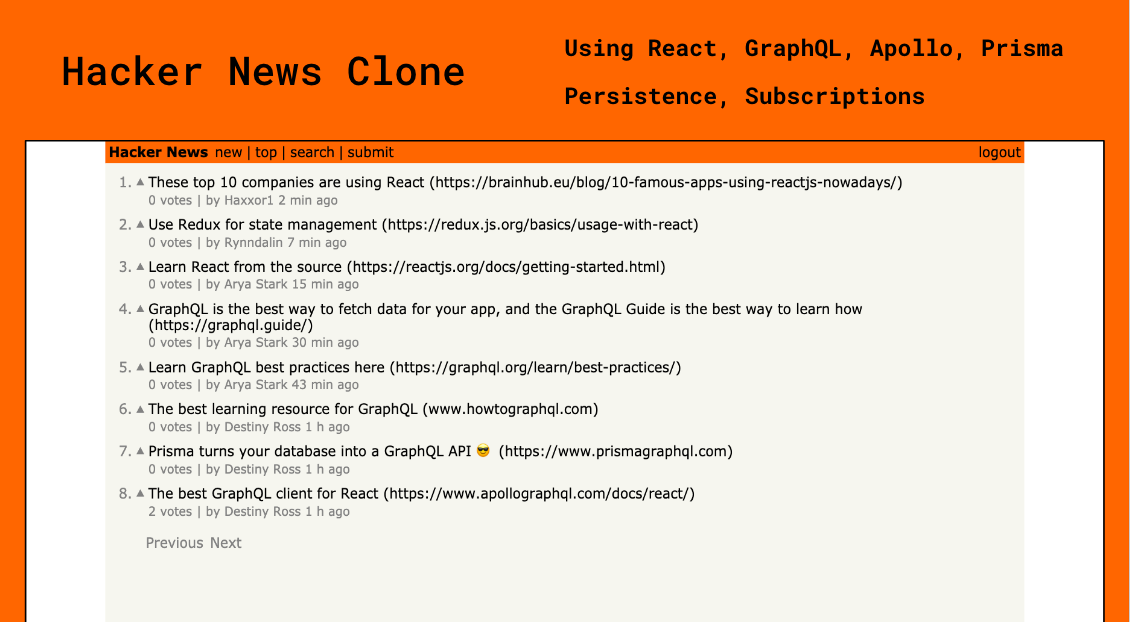 Hacker News Clone
Using React, GraphQL, Apollo, Prisma
Persistence, Subscriptions
Hacker News new | top | search | submit
logout
1. ▲ These top 10 companies are using React (https://brainhub.eu/blog/10-famous-apps-using-reactjs-nowadays/)
0 votes | by Haxxor1 2 min ago
2. ▲ Use Redux for state management (https://redux.js.org/basics/usage-with-react)
0 votes | by Rynndalin 7 min ago
3. ▲ Learn React from the source (https://reactjs.org/docs/getting-started.html)
0 votes | by Arya Stark 15 min ago
4. ▲ GraphQL is the best way to fetch data for your app, and the GraphQL Guide is the best way to learn how
(https://graphql.guide/)
0 votes | by Arya Stark 30 min ago
5. ▲ Learn GraphQL best practices here (https://graphql.org/learn/best-practices/)
0 votes | by Arya Stark 43 min ago
6. ▲ The best learning resource for GraphQL (www.howtographql.com)
0 votes | by Destiny Ross 1 h ago
7. ▲ Prisma turns your database into a GraphQL API 😎 (https://www.prismagraphql.com)
0 votes | by Destiny Ross 1 h ago
8. ▲ The best GraphQL client for React (https://www.apollographql.com/docs/react/)
2 votes | by Destiny Ross 1 h ago
Previous Next